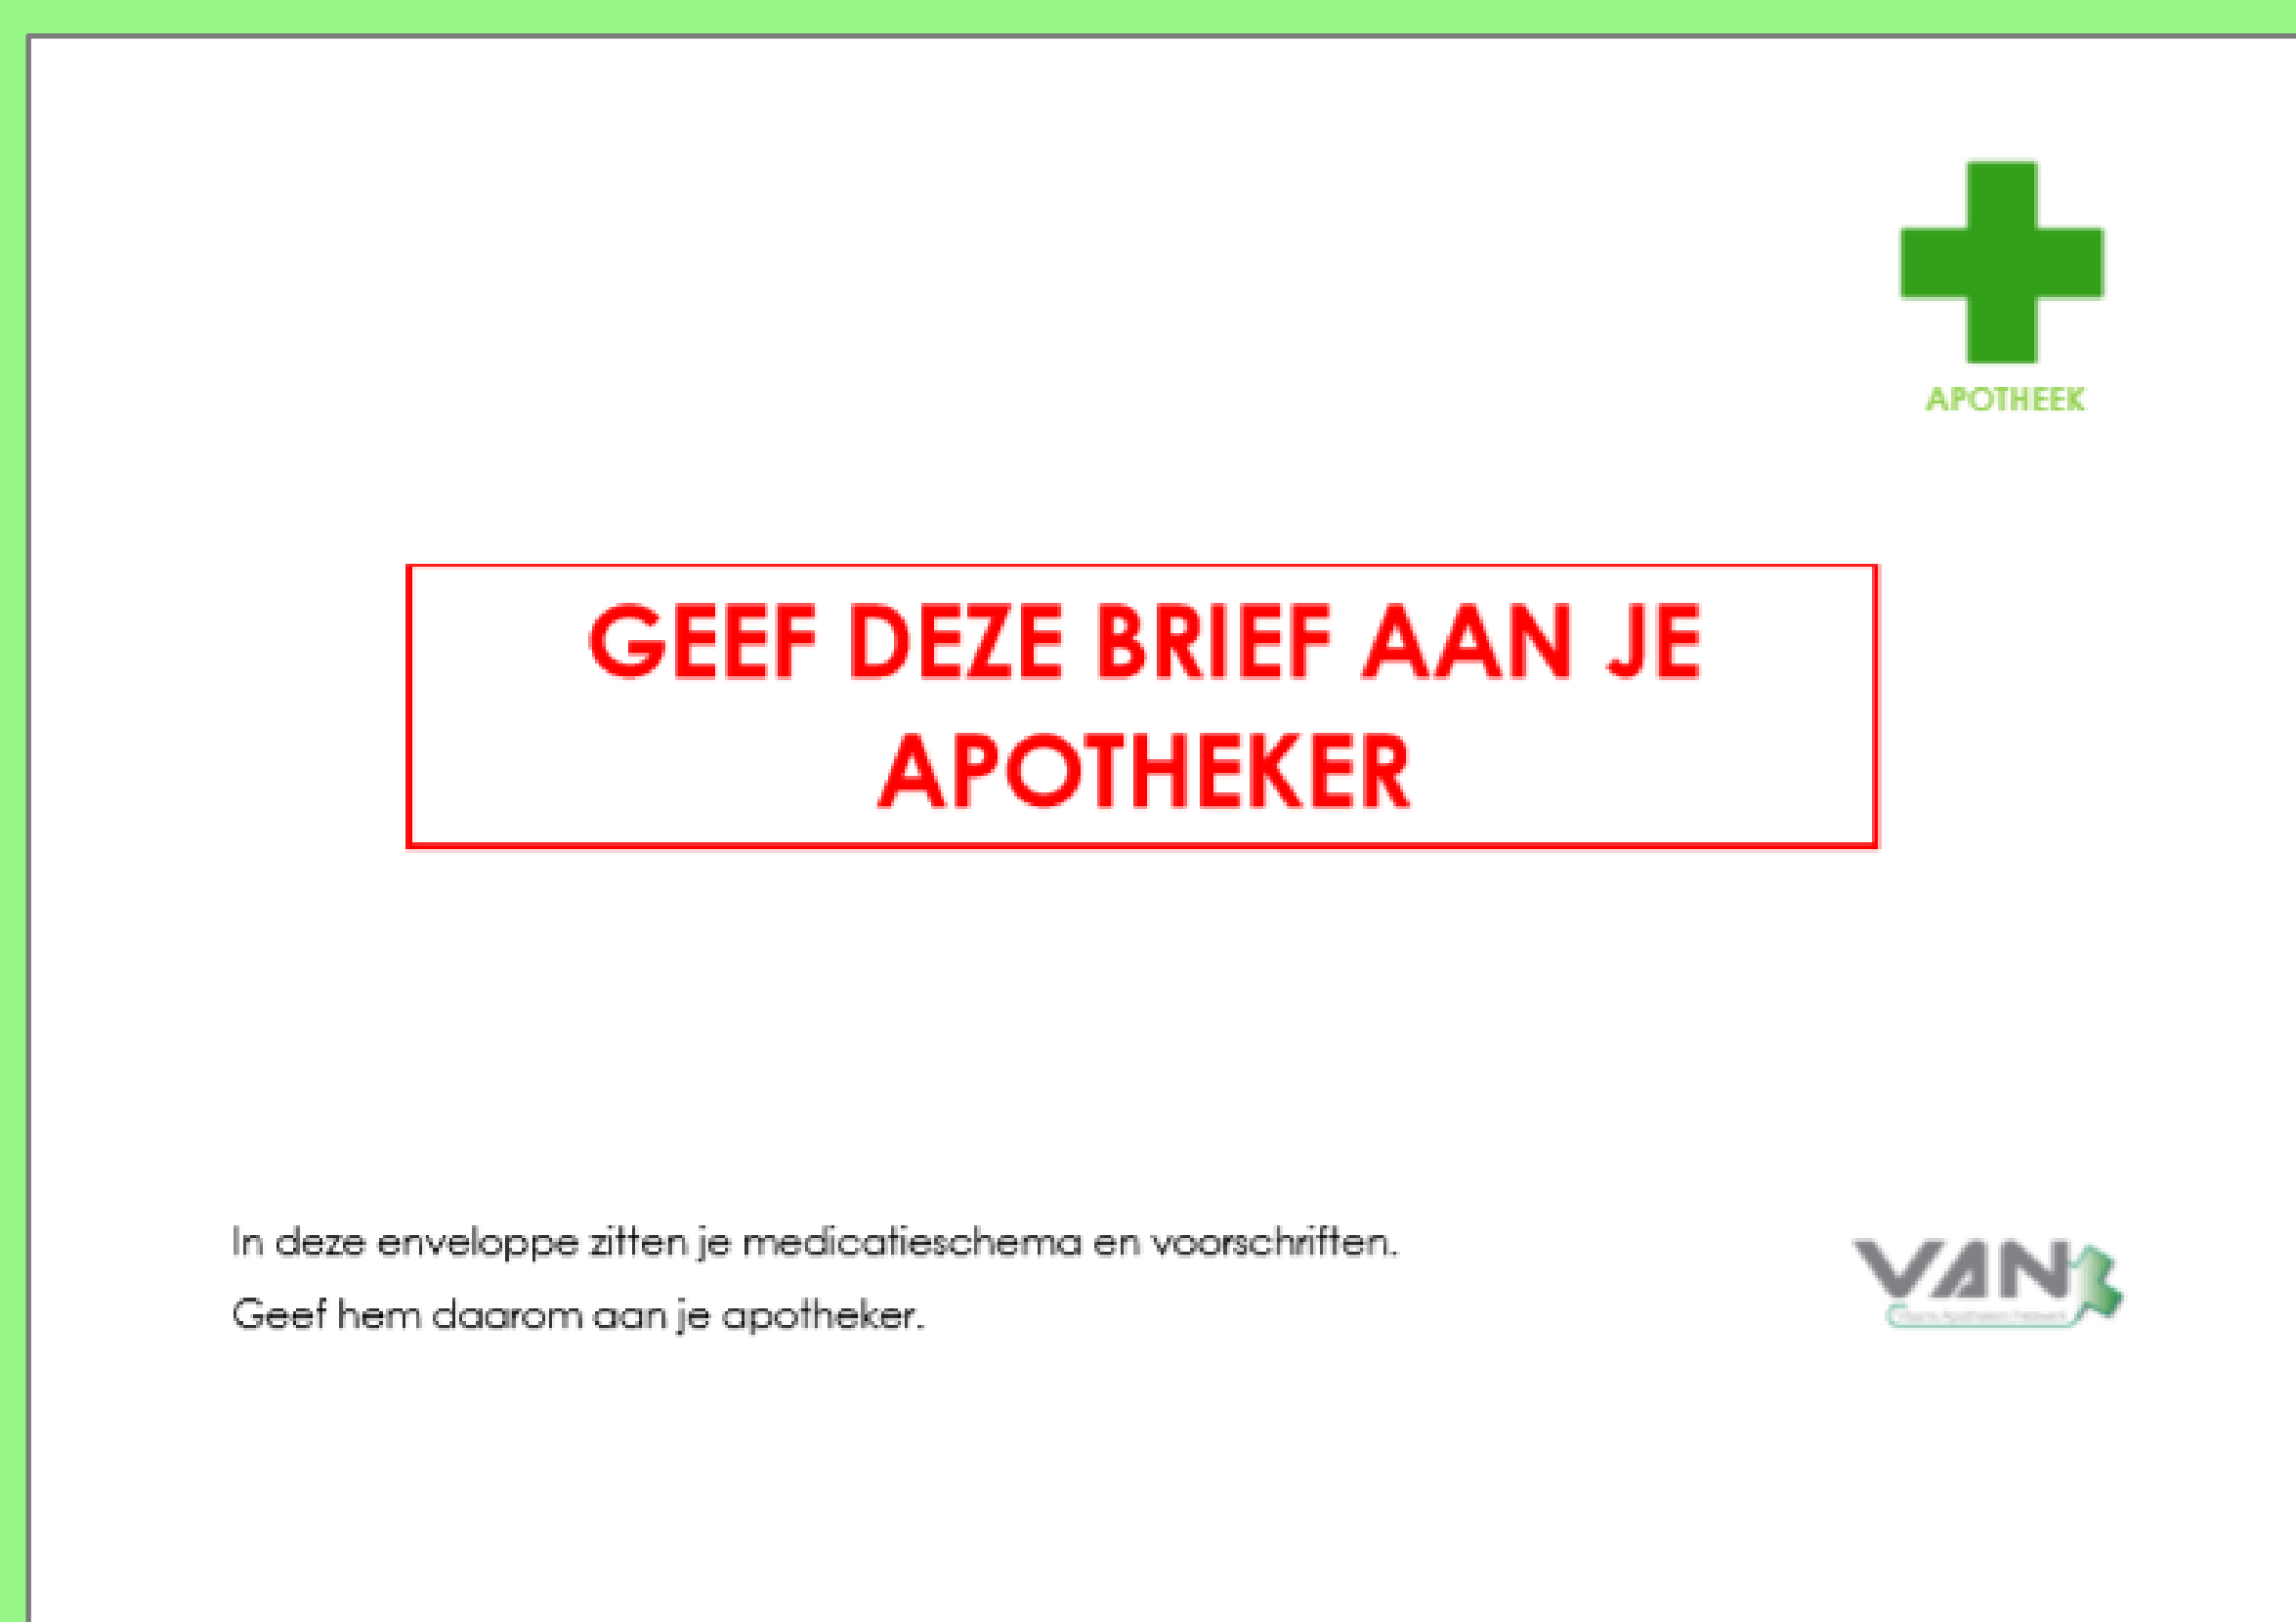 APOTHEEK
GEEF DEZE BRIEF AAN JE
APOTHEKER
In deze enveloppe zitten je medicatieschema en voorschriften.
Geef hem daarom aan je apotheker.
VAN